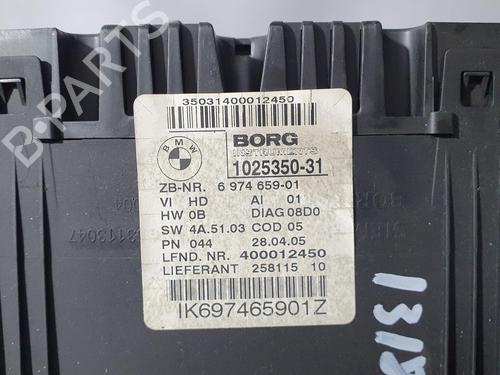 35031400012450
BMW
BORG
INSTRUMENTS
1025350-31
ZB-NR. 6 974 659-01
VI HD AI 01
HW 0B DIAG 08D0
SW 4A.51.03 COD 05
PN 044 28.04.05
LFND. NR. 400012450
LIEFERANT 258115 10
IK697465901Z
B-PARTS